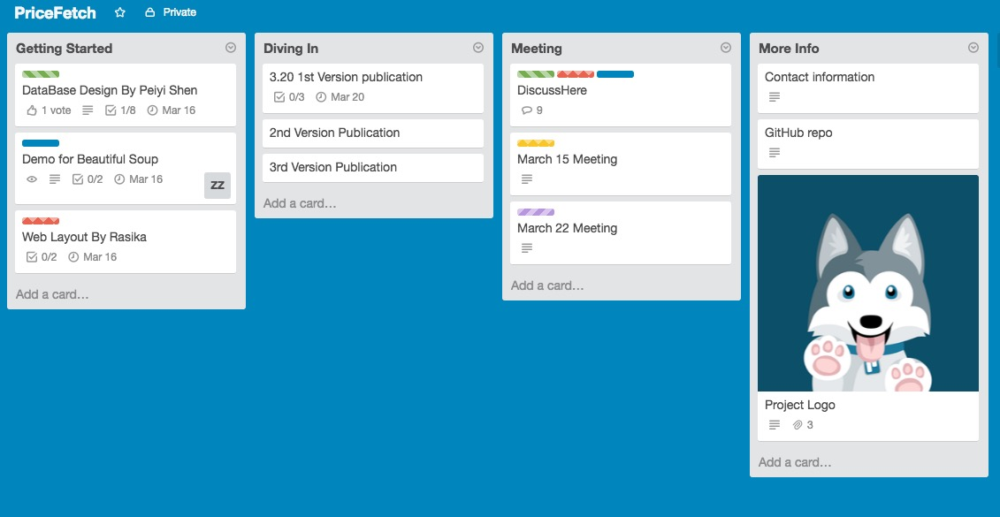 PriceFetch Private
Getting Started
DataBase Design By Peiyi Shen
1 vote 1/8 Mar 16
Demo for Beautiful Soup
0/2 Mar 16
ZZ
Web Layout By Rasika
0/2 Mar 16
Add a card…
Diving In
3.20 1st Version publication
0/3 Mar 20
2nd Version Publication
3rd Version Publication
Add a card…
Meeting
DiscussHere
9
March 15 Meeting
March 22 Meeting
Add a card…
More Info
Contact information
GitHub repo
Project Logo
3
Add a card…